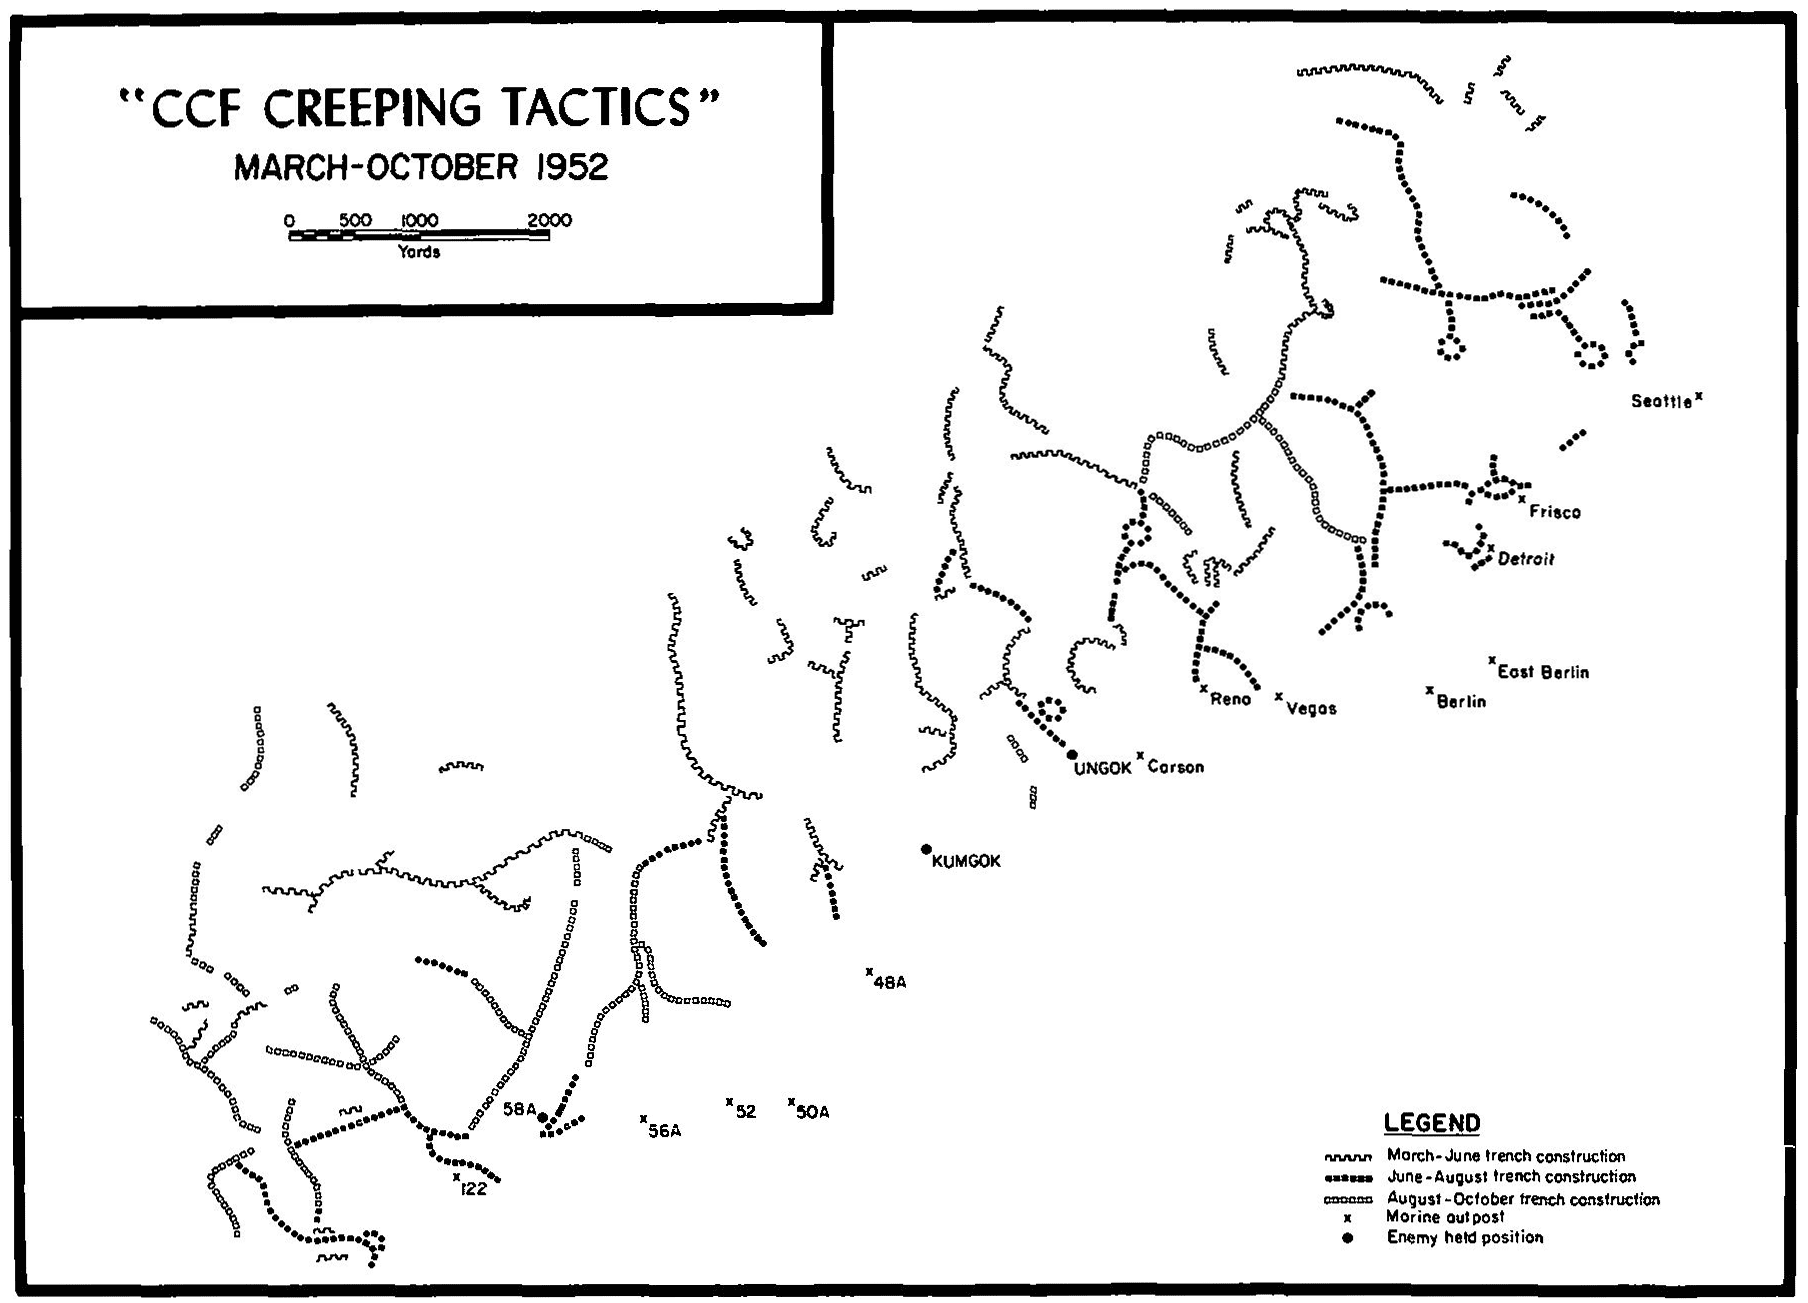 “CCF CREEPING TACTICS”
MARCH-OCTOBER 1952
0 500 1000 2000
Yards
Seattle
Frisco
Detroit
East Berlin
Reno
Vegas
Berlin
UNGOK
Carson
KUMGOK
48A
58A
52
50A
56A
122
LEGEND
March-June trench construction
June-August trench construction
August-October trench construction
x Marine outpost
Enemy held position